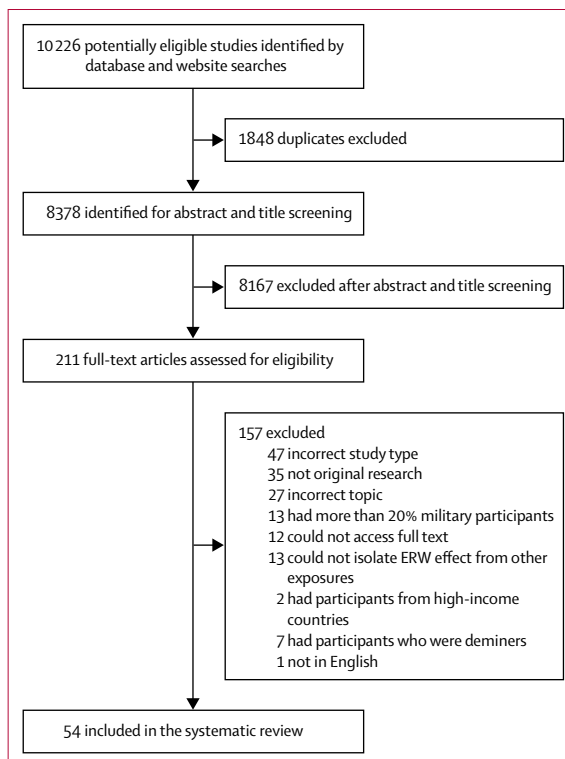 10 226 potentially eligible studies identified by
database and website searches
1848 duplicates excluded
8378 identified for abstract and title screening
8167 excluded after abstract and title screening
211 full-text articles assessed for eligibility
157 excluded
47 incorrect study type
35 not original research
27 incorrect topic
13 had more than 20% military participants
12 could not access full text
13 could not isolate ERW effect from other
exposures
2 had participants from high-income
countries
7 had participants who were deminers
1 not in English
54 included in the systematic review